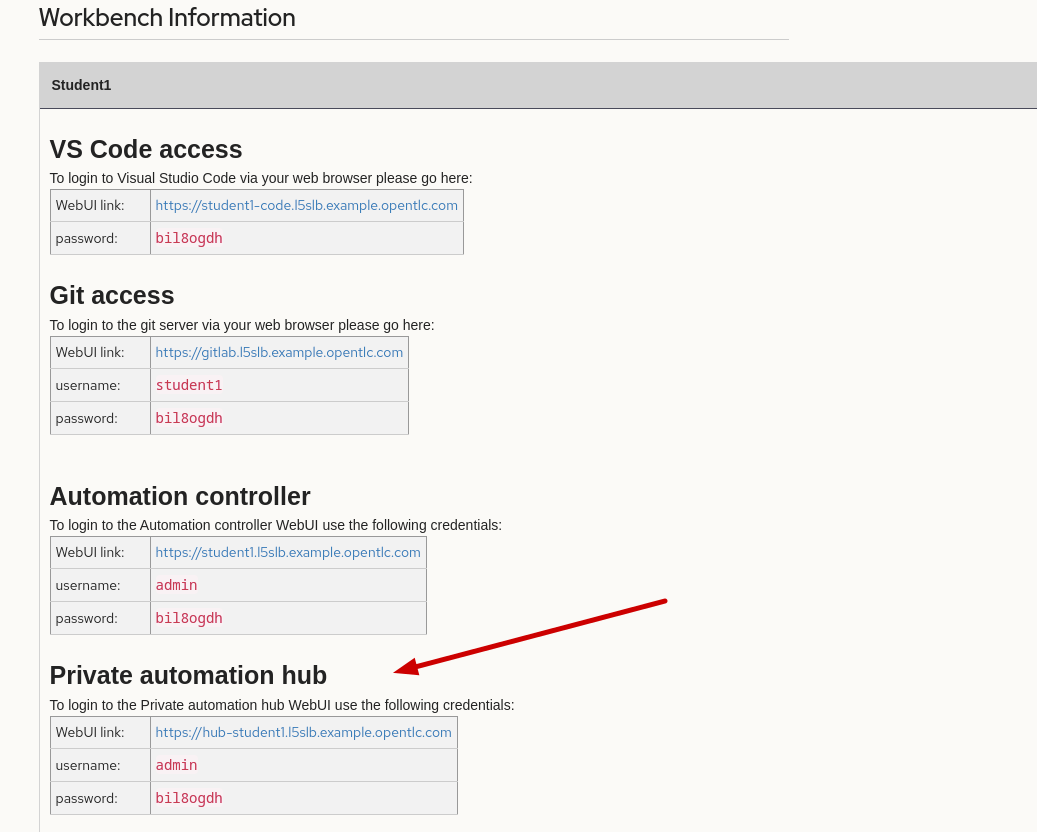 Workbench Information
Student1
VS Code access
To login to Visual Studio Code via your web browser please go here:
WebUI link: https://student1-code.l5slb.example.opentlc.com
password: bil8ogdh
Git access
To login to the git server via your web browser please go here:
WebUI link: https://gitlab.l5slb.example.opentlc.com
username: student1
password: bil8ogdh
Automation controller
To login to the Automation controller WebUI use the following credentials:
WebUI link: https://student1.l5slb.example.opentlc.com
username: admin
password: bil8ogdh
Private automation hub
To login to the Private automation hub WebUI use the following credentials:
WebUI link: https://hub-student1.l5slb.example.opentlc.com
username: admin
password: bil8ogdh